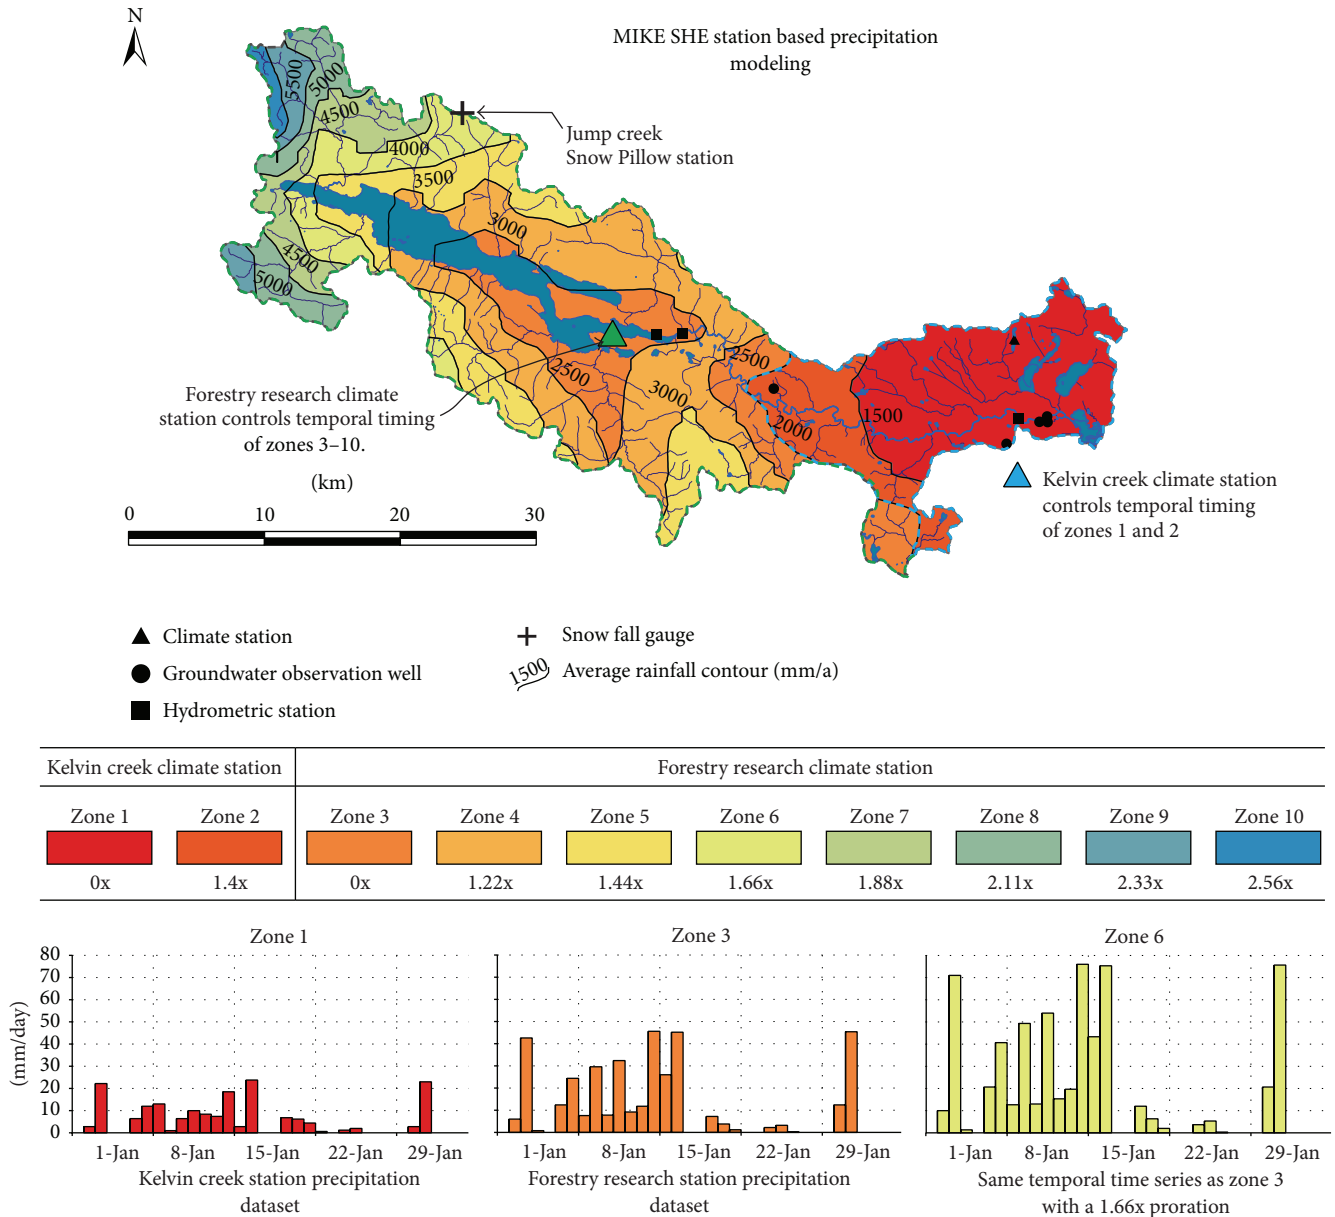 N
MIKE SHE station based precipitation
modeling
Jump creek
Snow Pillow station
5500
5000
4500
4000
3500
3000
4500
5000
2500
3000
2500
2000
1500
Forestry research climate
station controls temporal timing
of zones 3–10.
(km)
0 10 20 30
Kelvin creek climate station
controls temporal timing
of zones 1 and 2
Climate station
Groundwater observation well
Hydrometric station
Snow fall gauge
1500 Average rainfall contour (mm/a)
Kelvin creek climate station Forestry research climate station
Zone 1 Zone 2 Zone 3 Zone 4 Zone 5 Zone 6 Zone 7 Zone 8 Zone 9 Zone 10
0x 1.4x 0x 1.22x 1.44x 1.66x 1.88x 2.11x 2.33x 2.56x
Zone 1
80
70
60
50
40
30
20
10
0
(mm/day)
1-Jan 8-Jan 15-Jan 22-Jan 29-Jan
Kelvin creek station precipitation
dataset
Zone 3
1-Jan 8-Jan 15-Jan 22-Jan 29-Jan
Forestry research station precipitation
dataset
Zone 6
1-Jan 8-Jan 15-Jan 22-Jan 29-Jan
Same temporal time series as zone 3
with a 1.66x proration